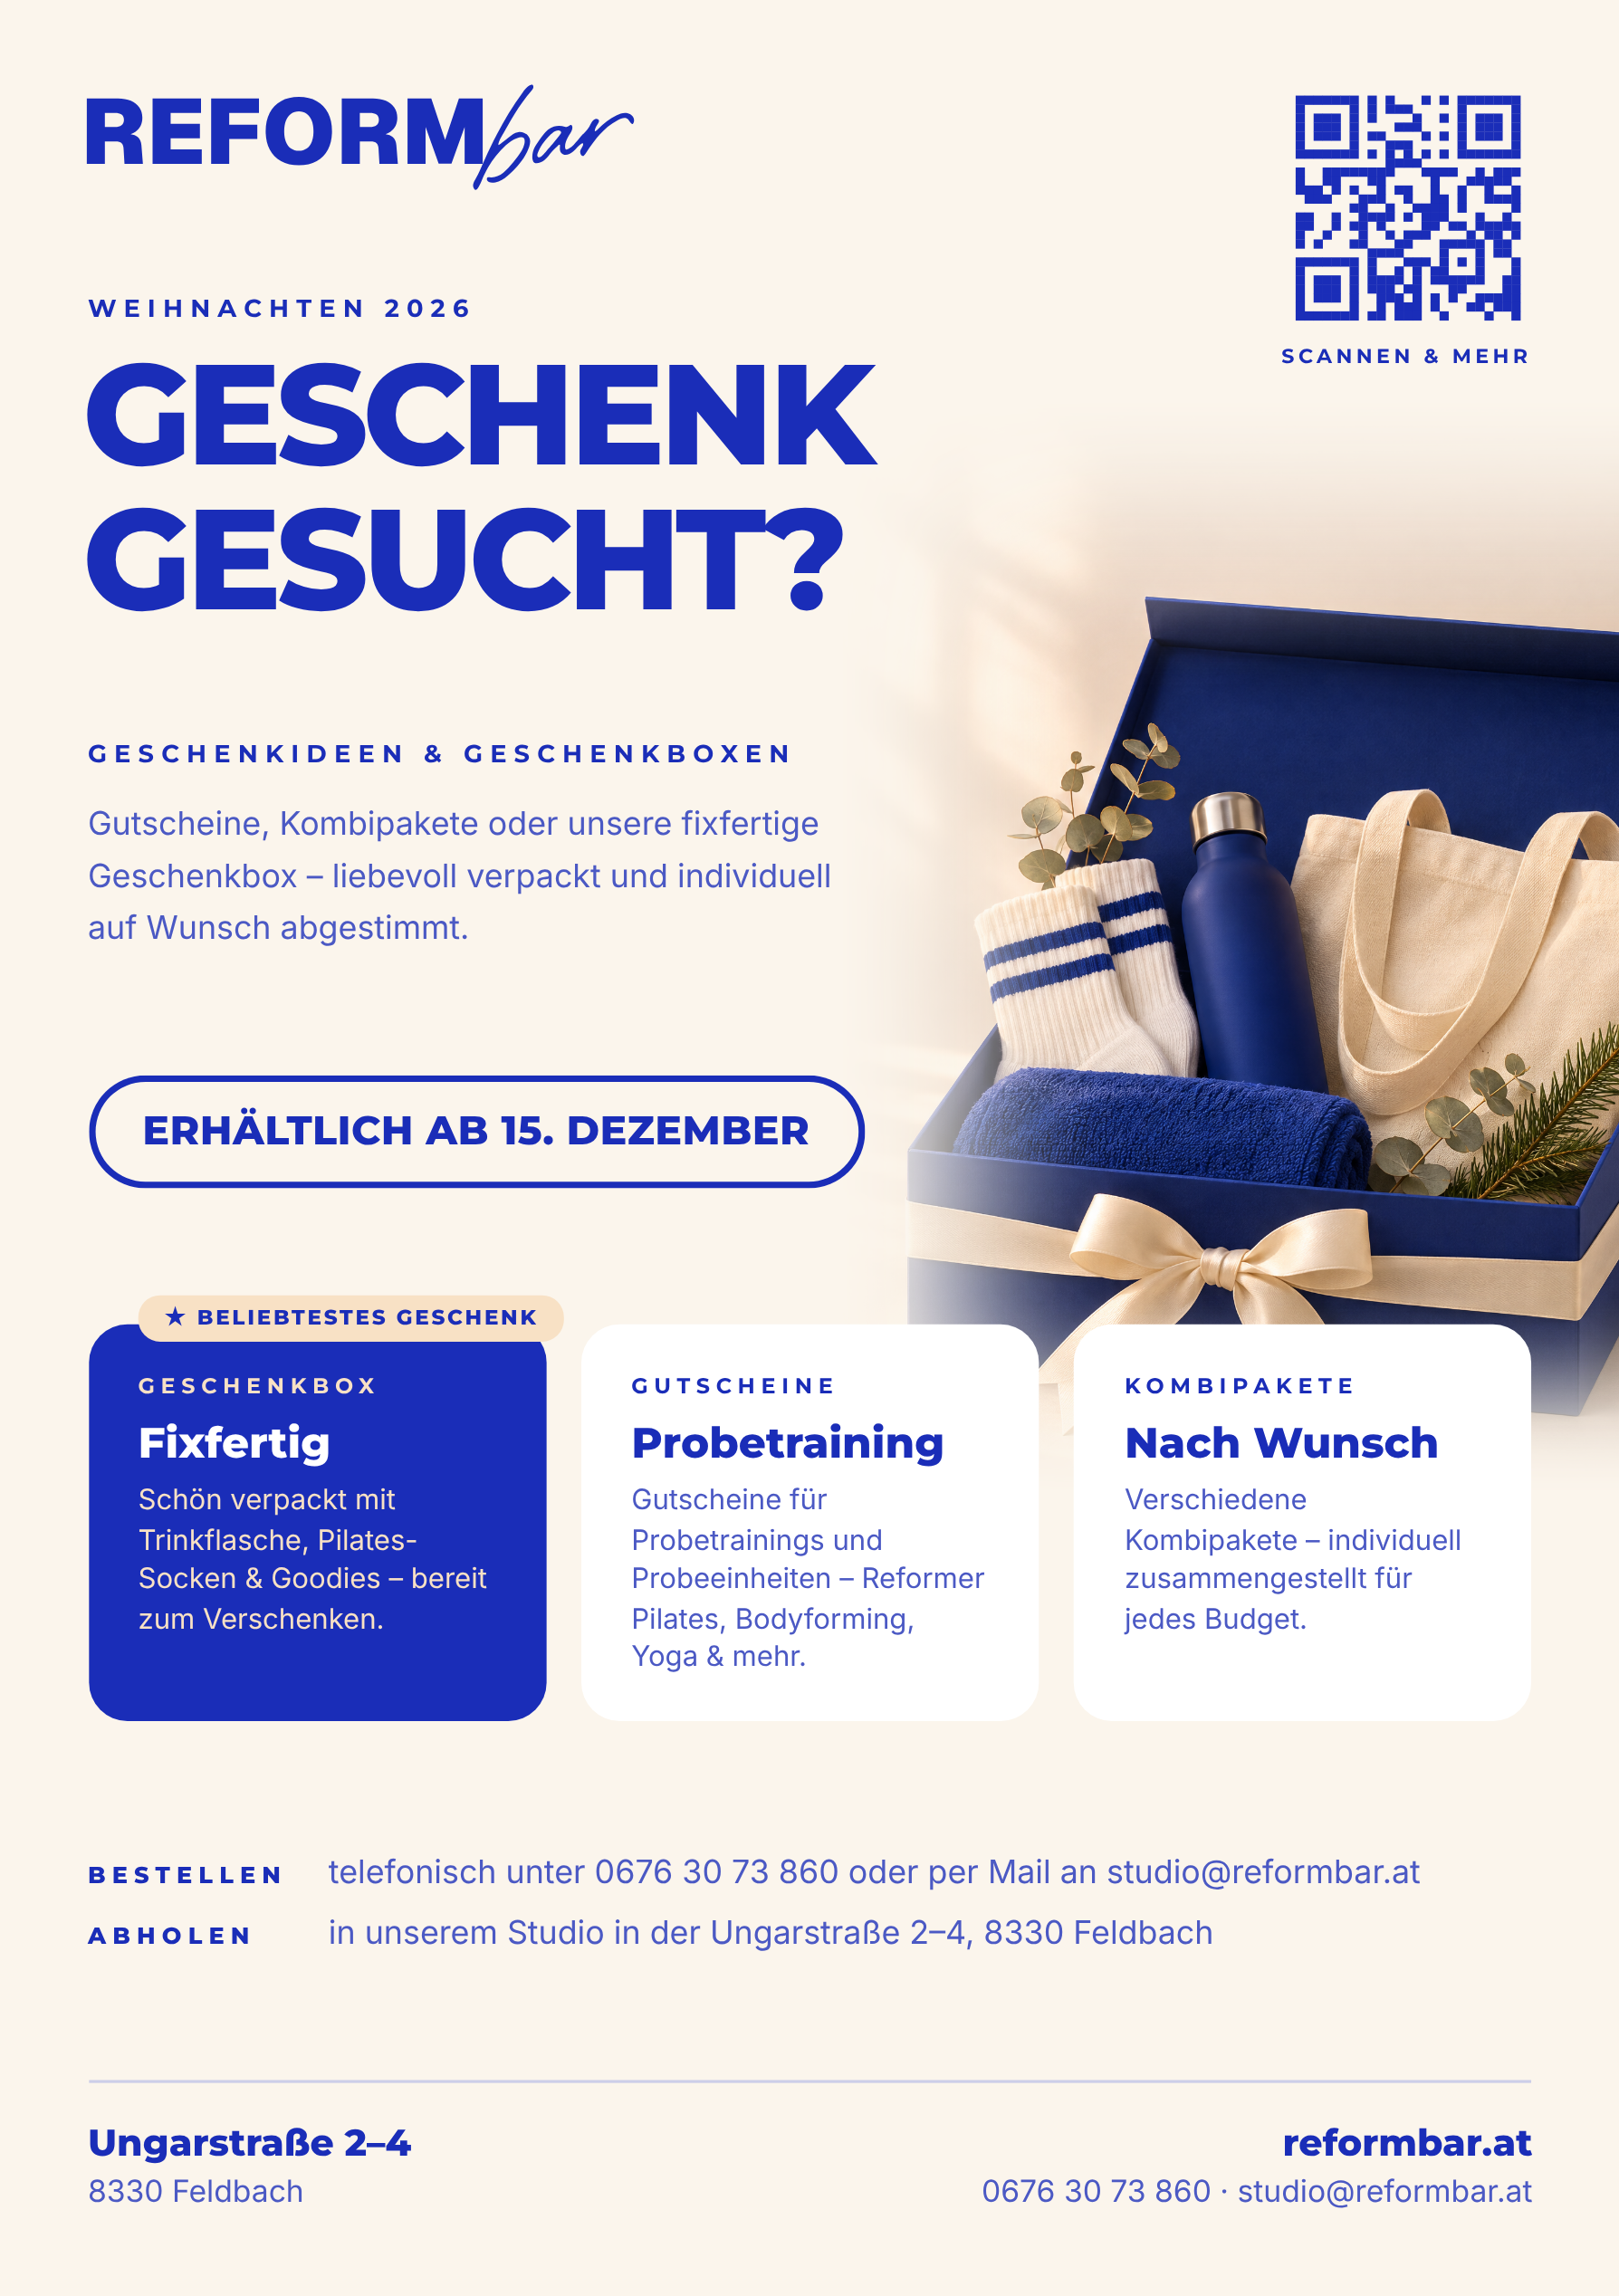 REFORMbar
WEIHNACHTEN 2026
SCANNEN & MEHR
GESCHENK
GESUCHT?
GESCHENKIDEEN & GESCHENKBOXEN
Gutscheine, Kombipakete oder unsere fixfertige
Geschenkbox – liebevoll verpackt und individuell
auf Wunsch abgestimmt.
ERHÄLTLICH AB 15. DEZEMBER
★ BELIEBTESTES GESCHENK
GESCHENKBOX
Fixfertig
Schön verpackt mit
Trinkflasche, Pilates-
Socken & Goodies – bereit
zum Verschenken.
GUTSCHEINE
Probetraining
Gutscheine für
Probetrainings und
Probeeinheiten – Reformer
Pilates, Bodyforming,
Yoga & mehr.
KOMBIPAKETE
Nach Wunsch
Verschiedene
Kombipakete – individuell
zusammengestellt für
jedes Budget.
BESTELLEN telefonisch unter 0676 30 73 860 oder per Mail an studio@reformbar.at
ABHOLEN in unserem Studio in der Ungarstraße 2–4, 8330 Feldbach
Ungarstraße 2–4
8330 Feldbach
reformbar.at
0676 30 73 860 · studio@reformbar.at